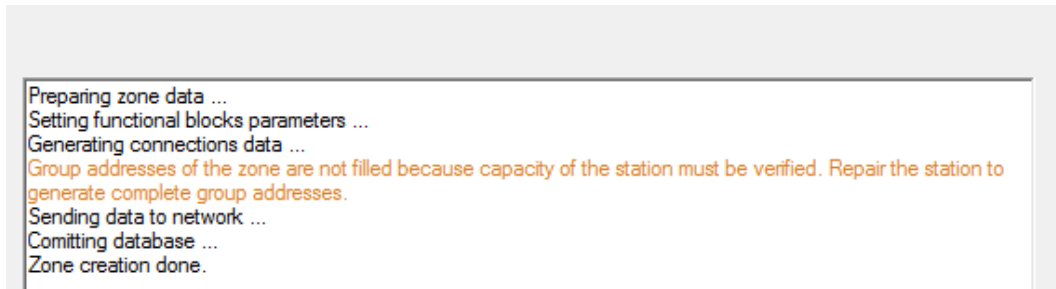 Preparing zone data ...
Setting functional blocks parameters ...
Generating connections data ...
Group addresses of the zone are not filled because capacity of the station must be verified. Repair the station to
generate complete group addresses.
Sending data to network ...
Comitting database ...
Zone creation done.